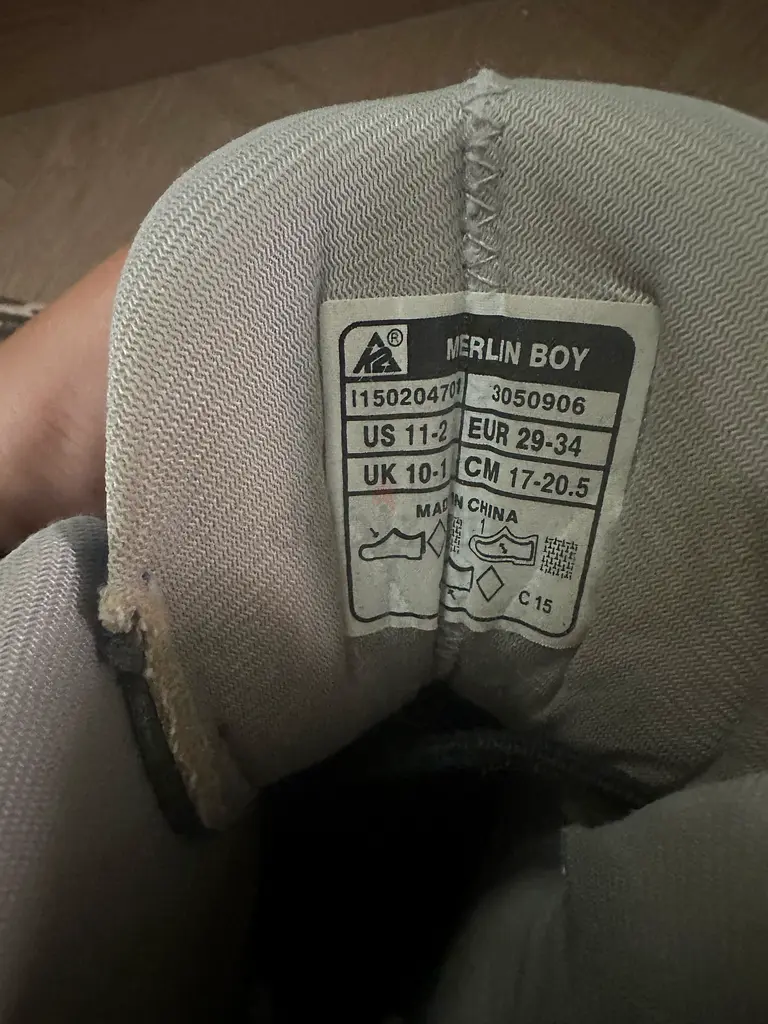 K2®
MERLIN BOY
I150204701 3050906
US 11-2 EUR 29-34
UK 10-1 CM 17-20.5
MADE IN CHINA
1
C 15